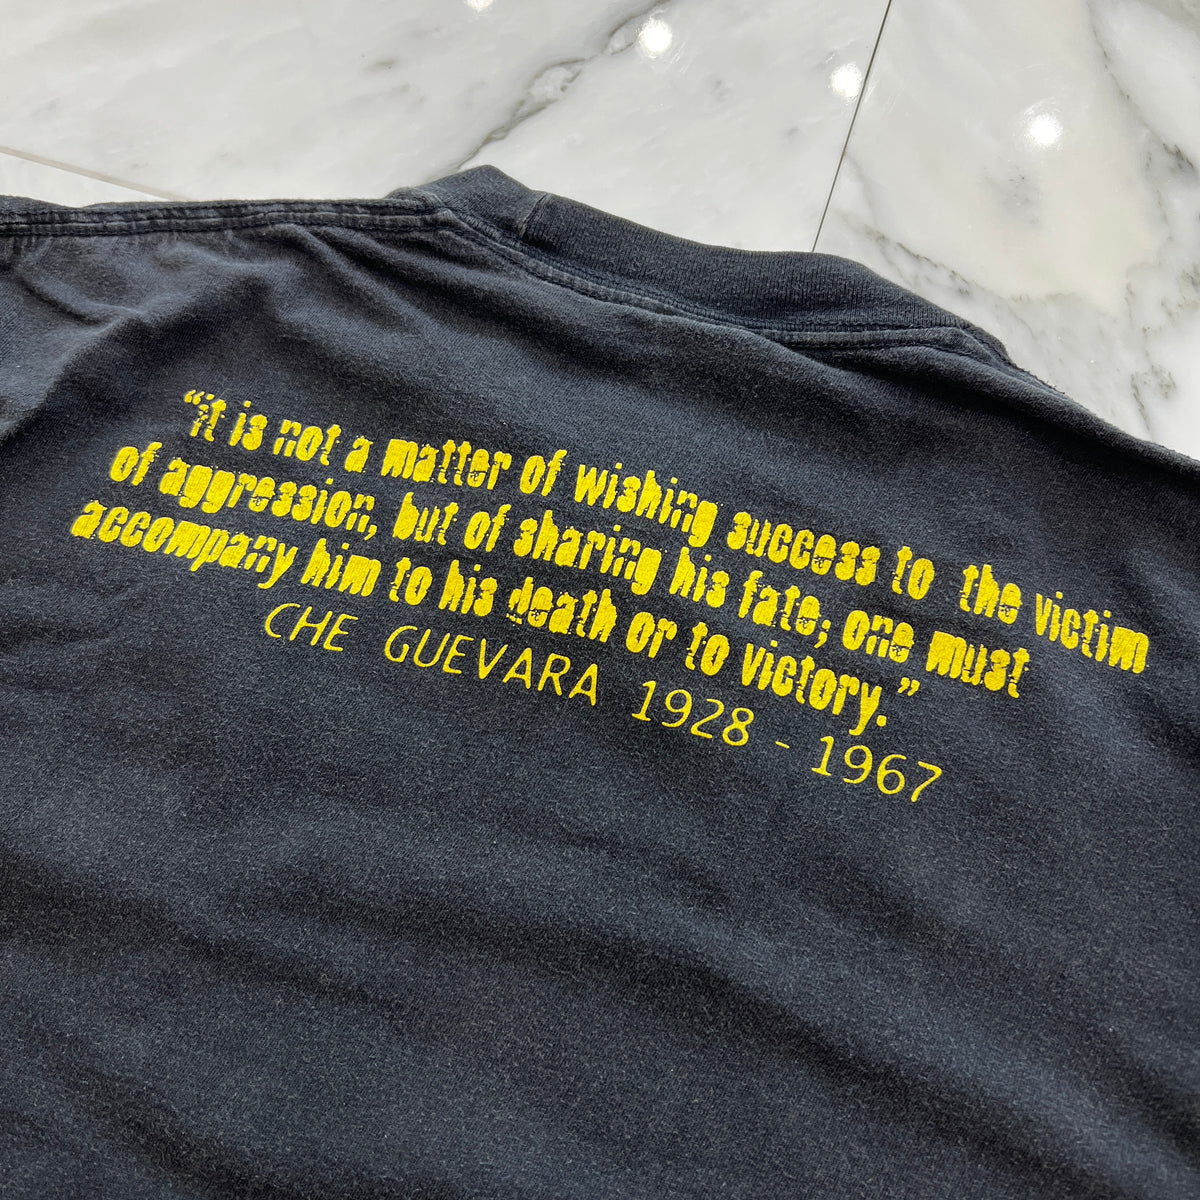 “it is not a matter of wishing success to the victim
of aggression, but of sharing his fate; one must
accompany him to his death or to victory.”
CHE GUEVARA 1928 - 1967